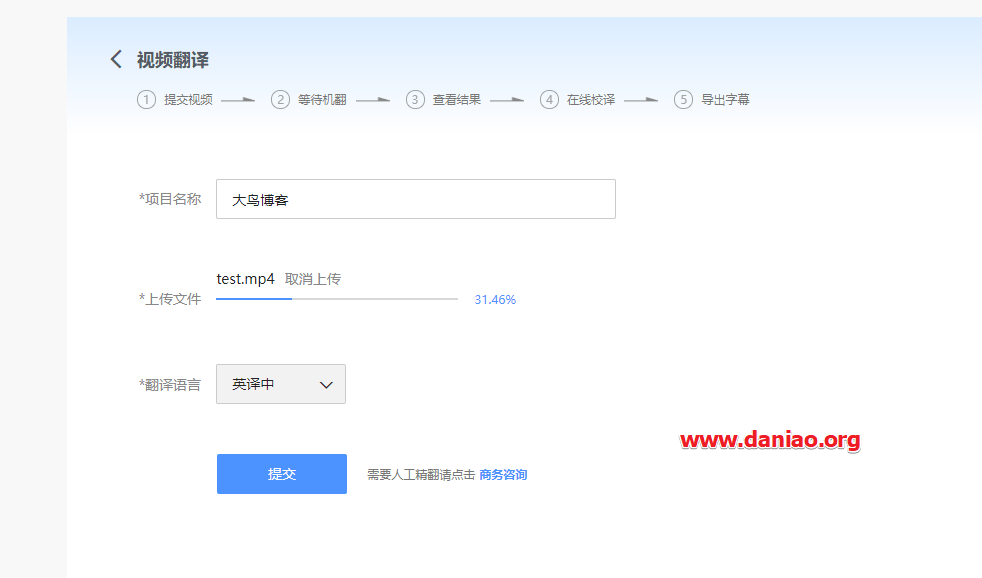 视频翻译
1 提交视频 2 等待机翻 3 查看结果 4 在线校译 5 导出字幕
*项目名称 大鸟博客
test.mp4 取消上传
*上传文件 31.46%
*翻译语言 英译中
www.daniao.org
提交 需要人工精翻请点击 商务咨询